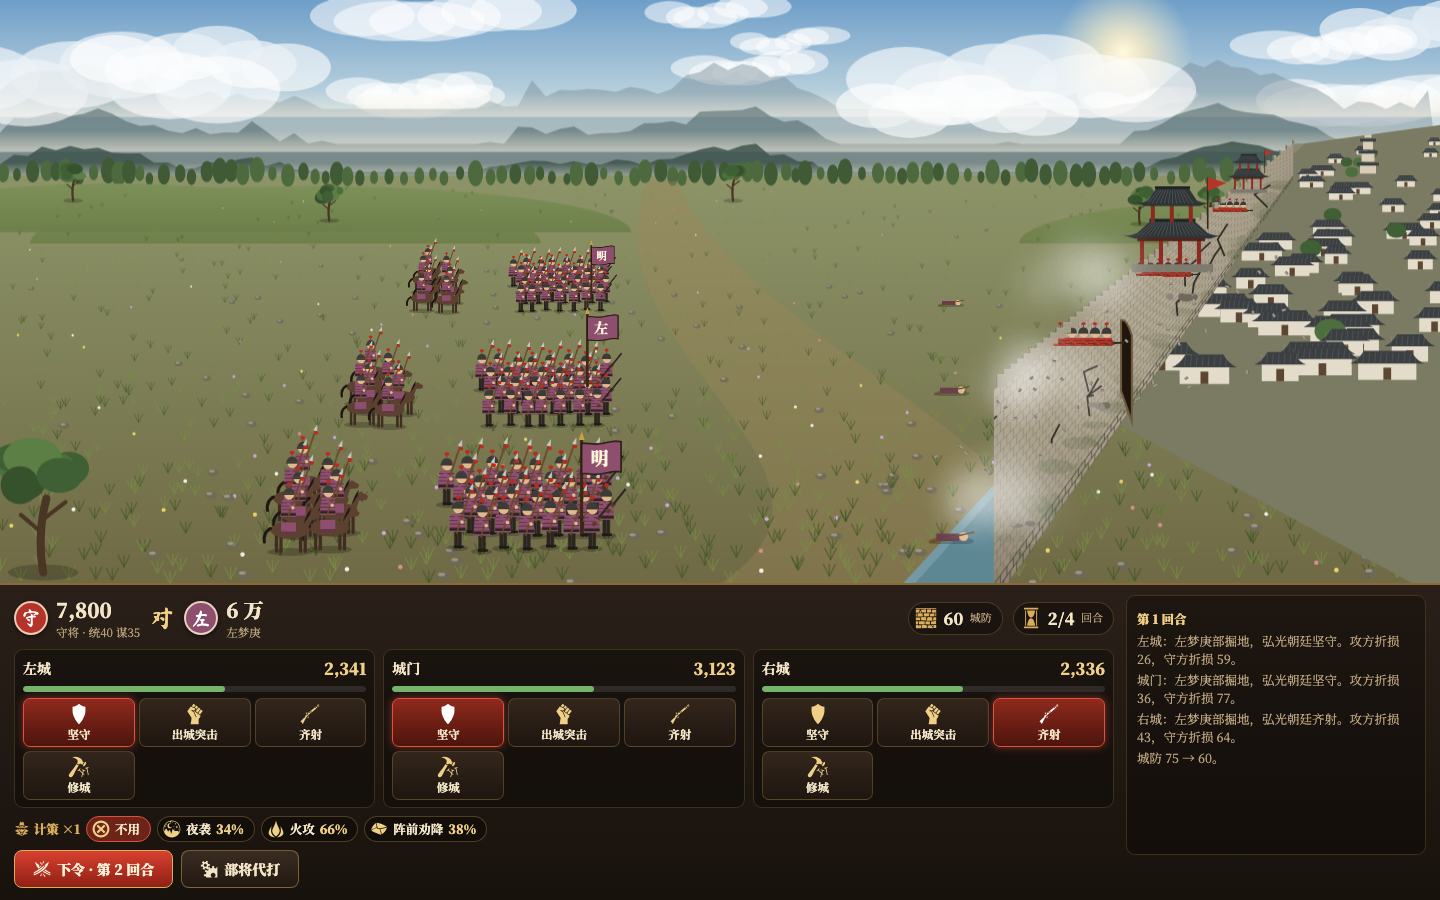 明
左
明
守
7,800
守将 · 统40 谋35
对
左
6 万
左梦庚
60 城防
2/4 回合
左城
2,341
坚守
出城突击
齐射
修城
城门
3,123
坚守
出城突击
齐射
修城
右城
2,336
坚守
出城突击
齐射
修城
计策 ×1
不用
夜袭 34%
火攻 66%
阵前劝降 38%
下令 · 第 2 回合
部将代打
第 1 回合
左城：左梦庚部掘地，弘光朝廷坚守。攻方折损
26，守方折损 59。
城门：左梦庚部掘地，弘光朝廷坚守。攻方折损
36，守方折损 77。
右城：左梦庚部掘地，弘光朝廷齐射。攻方折损
43，守方折损 64。
城防 75 → 60。